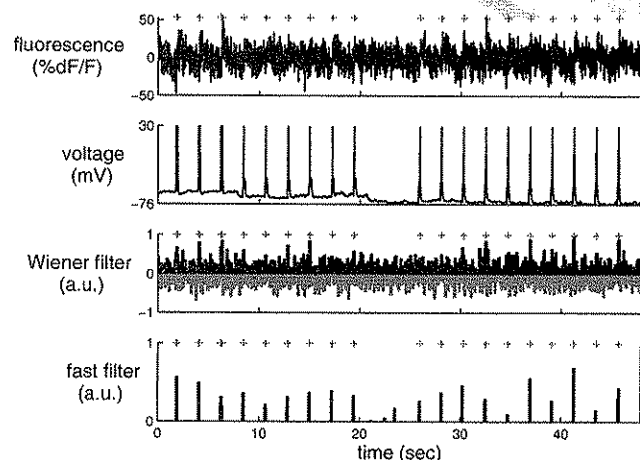 fluorescence
(%dF/F)
50
0
-50
voltage
(mV)
30
-76
Wiener filter
(a.u.)
1
0
-1
fast filter
(a.u.)
1
0
0 10 20 30 40
time (sec)